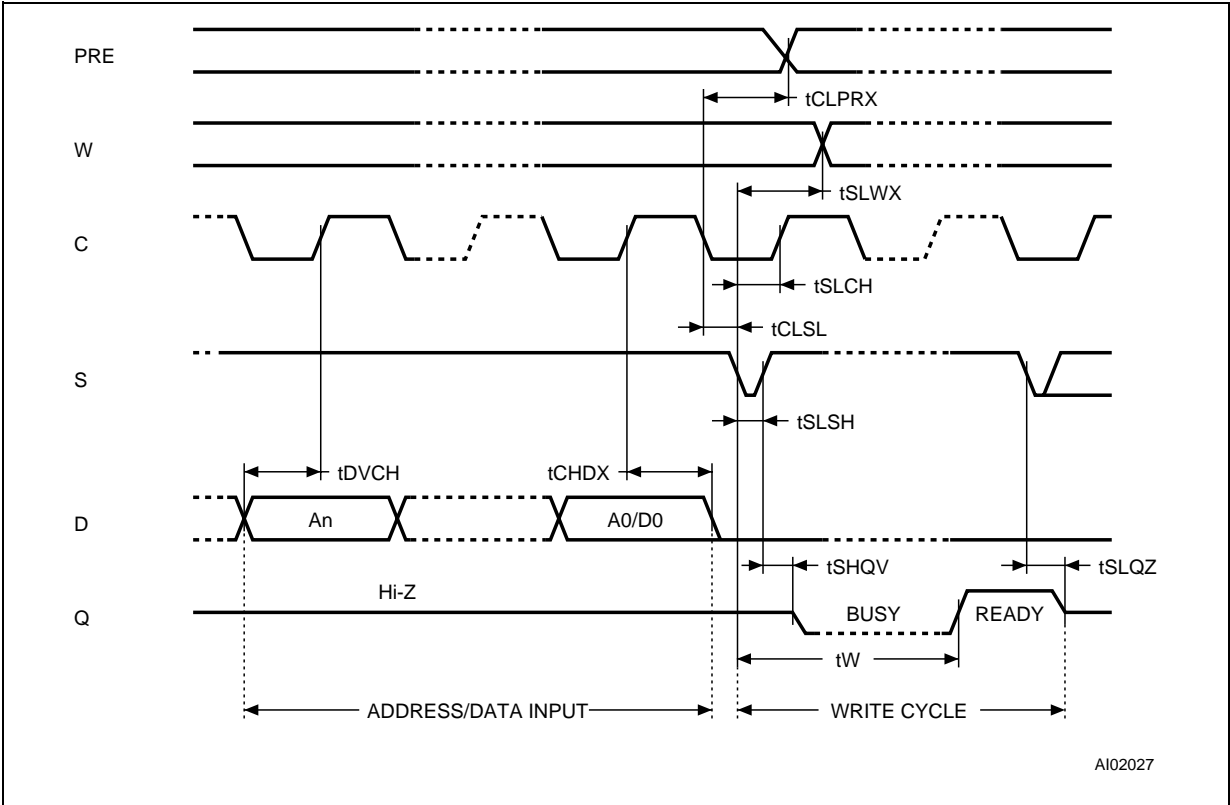 PRE
tCLPRX
W
tSLWX
C
tSLCH
tCLSL
S
tSLSH
tDVCH
tCHDX
D
An
A0/D0
tSHQV
tSLQZ
Hi-Z
Q
BUSY
READY
tW
ADDRESS/DATA INPUT
WRITE CYCLE
AI02027